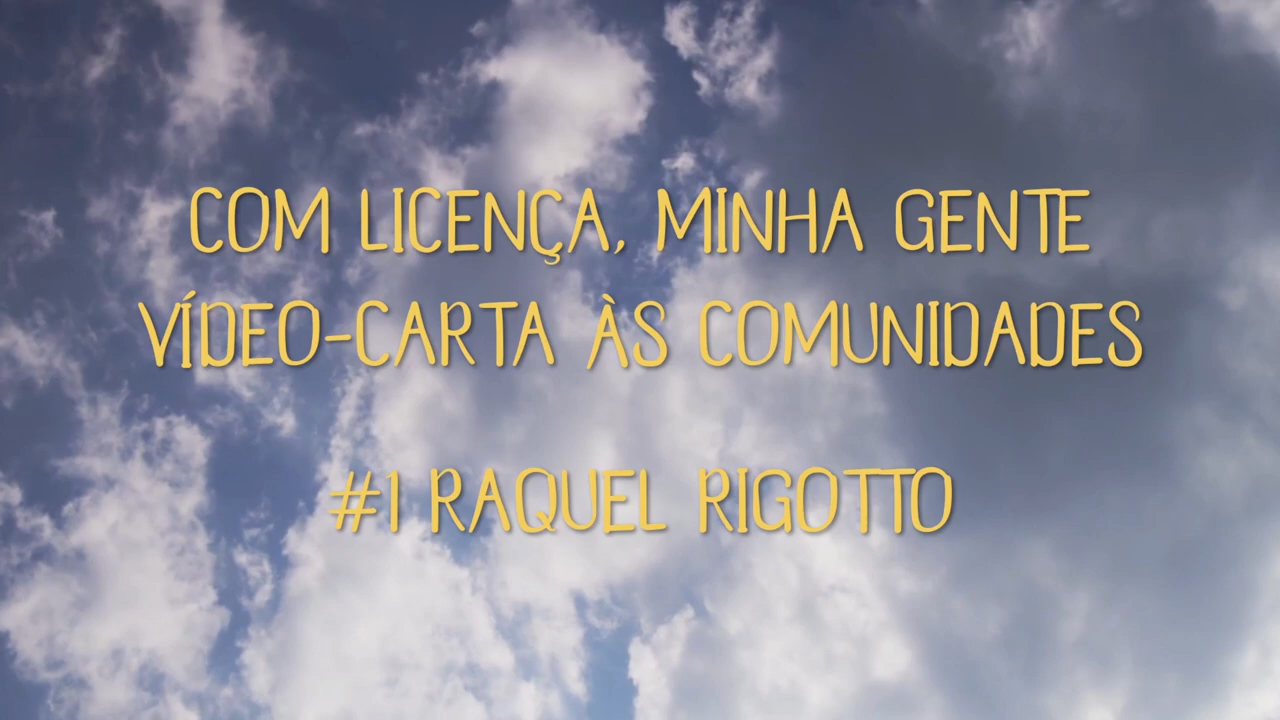 COM LICENÇA, MINHA GENTE
VÍDEO-CARTA ÀS COMUNIDADES
#1 RAQUEL RIGOTTO